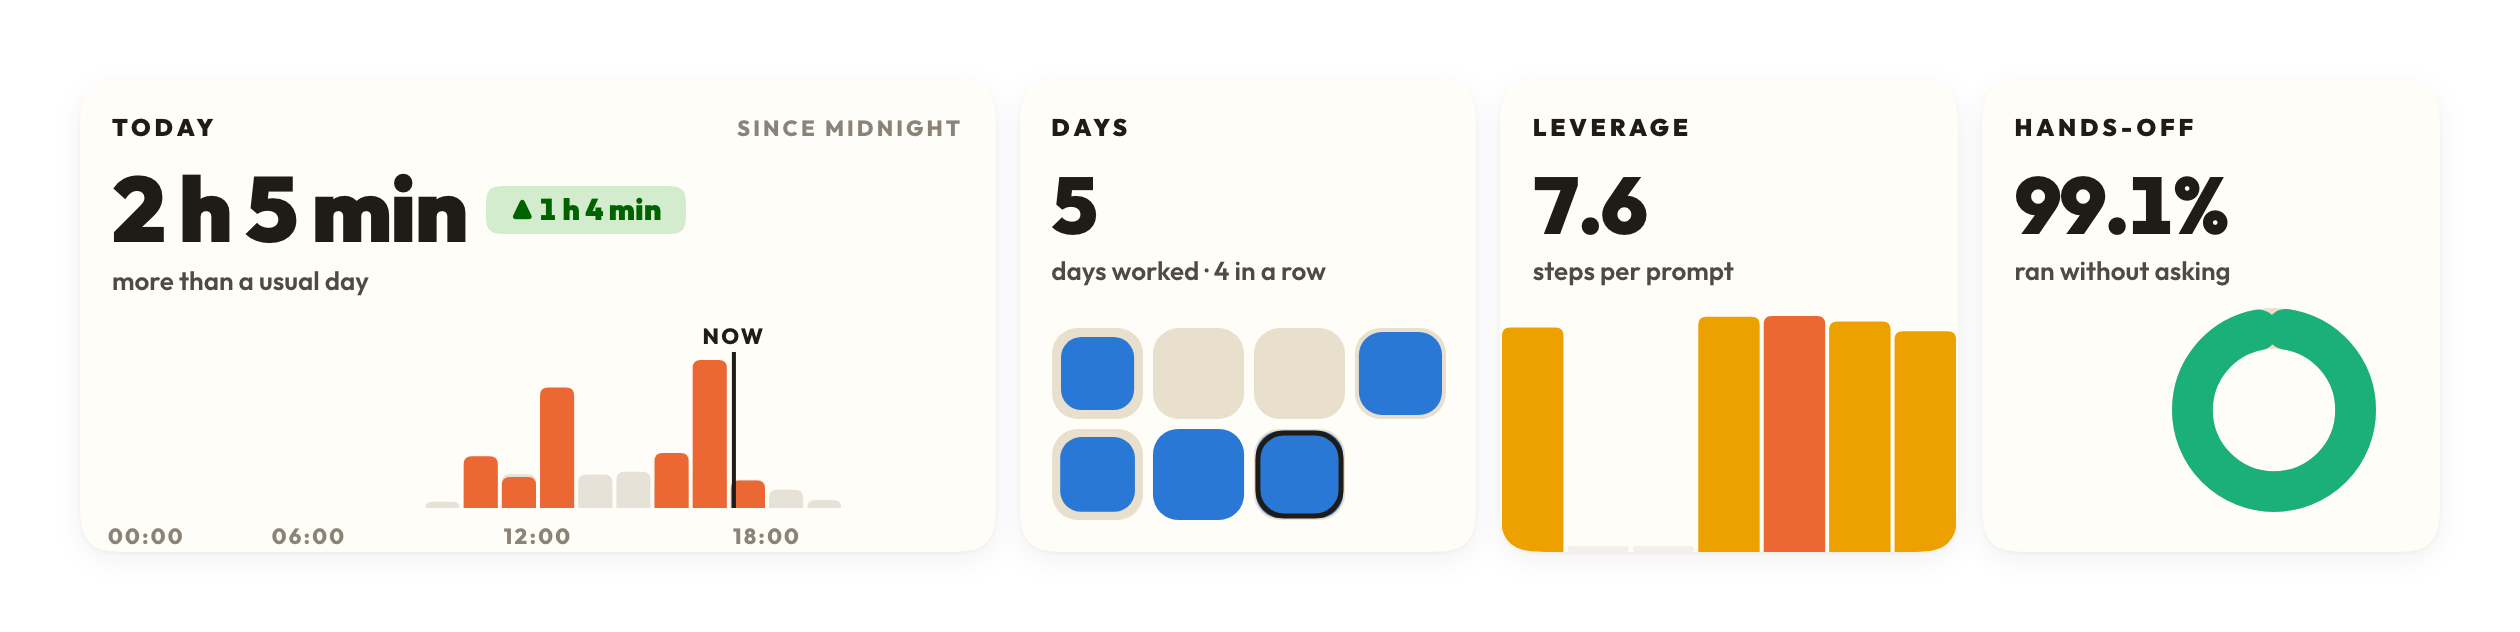 TODAY
SINCE MIDNIGHT
2 h 5 min
▲ 1 h 4 min
more than a usual day
NOW
00:00 06:00 12:00 18:00
DAYS
5
days worked · 4 in a row
LEVERAGE
7.6
steps per prompt
HANDS-OFF
99.1%
ran without asking